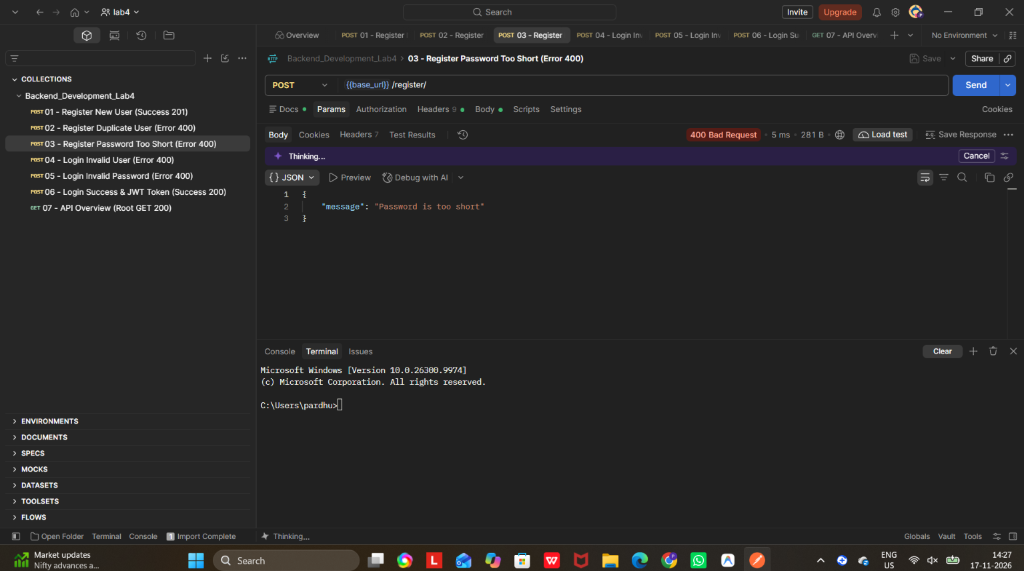 lab4
Search
Invite
Upgrade
Overview
POST 01 - Register
POST 02 - Register
POST 03 - Register
POST 04 - Login In
POST 05 - Login Inv
POST 06 - Login Su
GET 07 - API Overv
No Environment
COLLECTIONS
Backend_Development_Lab4
POST 01 - Register New User (Success 201)
POST 02 - Register Duplicate User (Error 400)
POST 03 - Register Password Too Short (Error 400)
POST 04 - Login Invalid User (Error 400)
POST 05 - Login Invalid Password (Error 400)
POST 06 - Login Success & JWT Token (Success 200)
GET 07 - API Overview (Root GET 200)
ENVIRONMENTS
DOCUMENTS
SPECS
MOCKS
DATASETS
TOOLSETS
FLOWS
Backend_Development_Lab4 > 03 - Register Password Too Short (Error 400)
Save
Share
POST
{{base_url}} /register/
Send
Docs
Params
Authorization
Headers 9
Body
Scripts
Settings
Cookies
Body
Cookies
Headers 7
Test Results
400 Bad Request
5 ms
281 B
Load test
Save Response
Thinking...
Cancel
{} JSON
Preview
Debug with AI
1 {
2 "message": "Password is too short"
3 }
Console
Terminal
Issues
Clear
Microsoft Windows [Version 10.0.26300.9974]
(c) Microsoft Corporation. All rights reserved.
C:\Users\pardhu>
Open Folder
Terminal
Console
1 Import Complete
Thinking...
Globals
Vault
Tools
Market updates
Nifty advances a...
Search
ENG
US
14:27
17-11-2026